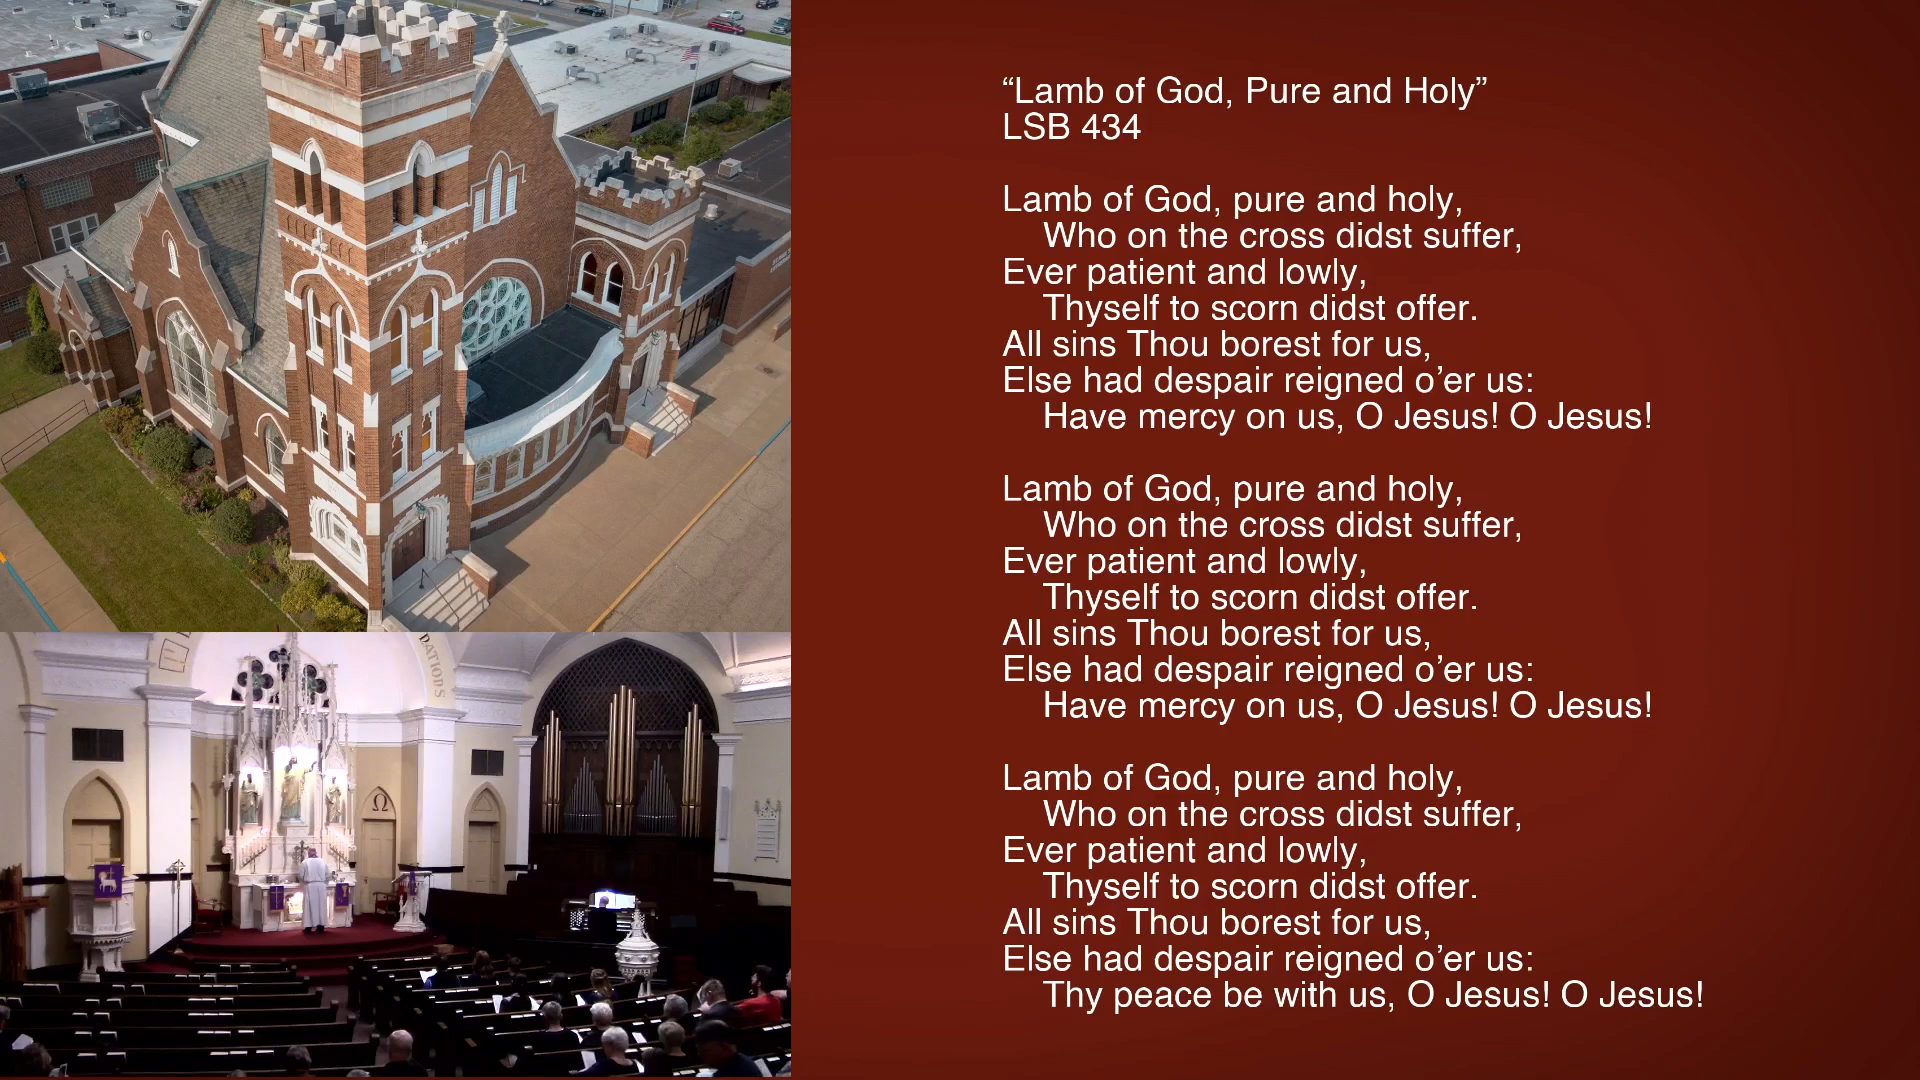 “Lamb of God, Pure and Holy”
LSB 434
Lamb of God, pure and holy,
Who on the cross didst suffer,
Ever patient and lowly,
Thyself to scorn didst offer.
All sins Thou borest for us,
Else had despair reigned o’er us:
Have mercy on us, O Jesus! O Jesus!
Lamb of God, pure and holy,
Who on the cross didst suffer,
Ever patient and lowly,
Thyself to scorn didst offer.
All sins Thou borest for us,
Else had despair reigned o’er us:
Have mercy on us, O Jesus! O Jesus!
Lamb of God, pure and holy,
Who on the cross didst suffer,
Ever patient and lowly,
Thyself to scorn didst offer.
All sins Thou borest for us,
Else had despair reigned o’er us:
Thy peace be with us, O Jesus! O Jesus!
DATIONS
Ω